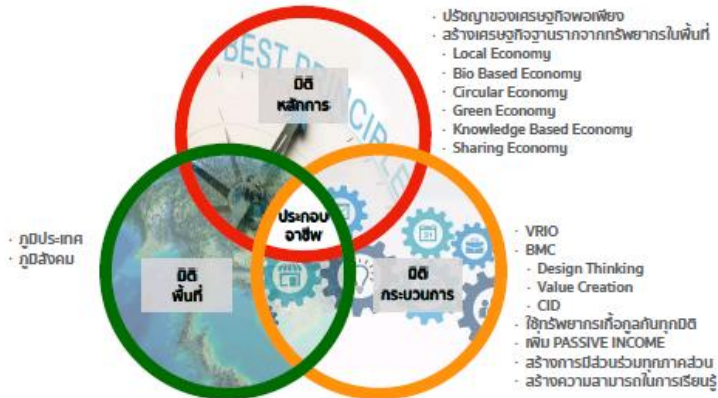 · ปรัชญาของเศรษฐกิจพอเพียง
· สร้างเศรษฐกิจฐานรากจากทรัพยากรในพื้นที่
· Local Economy
· Bio Based Economy
· Circular Economy
· Green Economy
· Knowledge Based Economy
· Sharing Economy
BEST PRINCIPLE
มิติ
หลักการ
ประกอบ
อาชีพ
· ภูมิประเทศ
· ภูมิสังคม
มิติ
พื้นที่
มิติ
กระบวนการ
· VRIO
· BMC
· Design Thinking
· Value Creation
· CID
· ใช้ทรัพยากรเกื้อกูลกันทุกมิติ
· เพิ่ม PASSIVE INCOME
· สร้างการมีส่วนร่วมทุกภาคส่วน
· สร้างความสามารถในการเรียนรู้